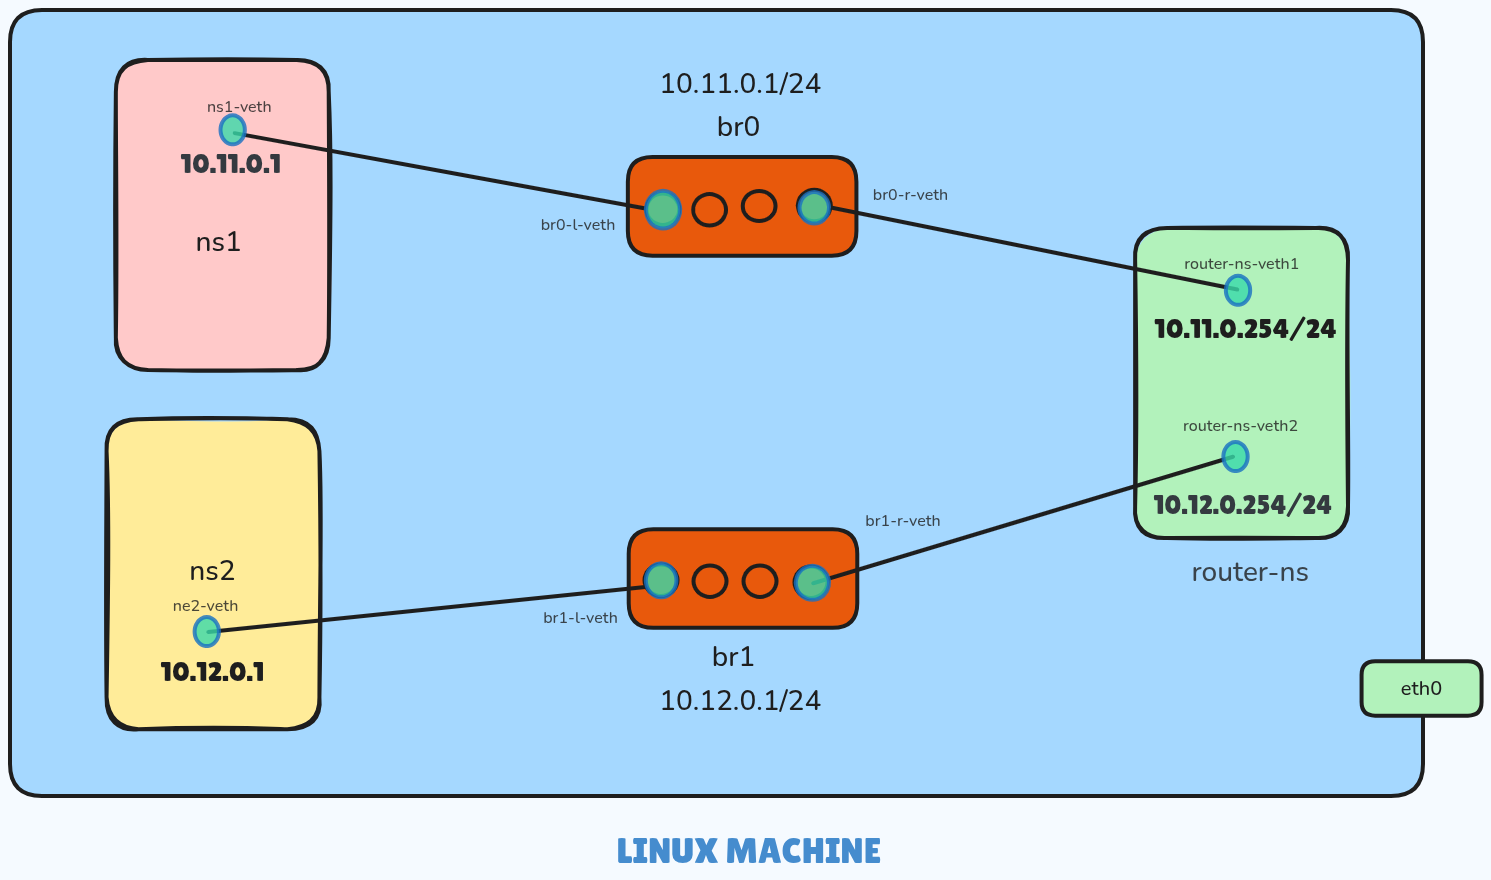 ns1-veth
10.11.0.1
ns1
10.11.0.1/24
br0
br0-l-veth
br0-r-veth
router-ns-veth1
10.11.0.254/24
router-ns-veth2
10.12.0.254/24
router-ns
ns2
ne2-veth
10.12.0.1
br1-l-veth
br1-r-veth
br1
10.12.0.1/24
eth0
LINUX MACHINE